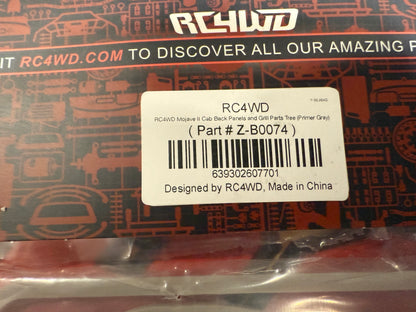 RC4WD
IT RC4WD.COM TO DISCOVER ALL OUR AMAZING P
RC4WD
RC4WD Mojave II Cab Back Panels and Grill Parts Tree (Primer Gray)
( Part # Z-B0074 )
639302607701
Designed by RC4WD, Made in China